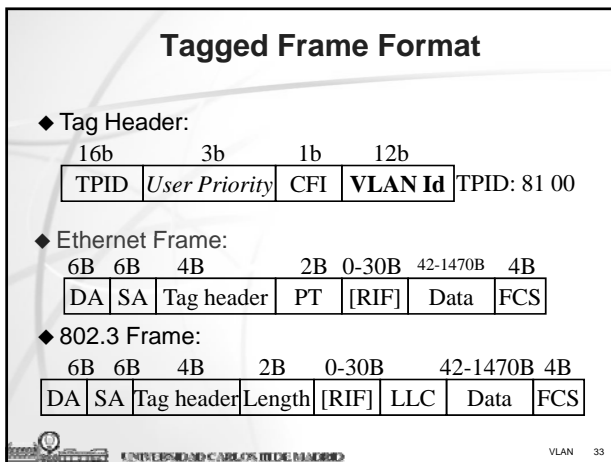 Tagged Frame Format
◆ Tag Header:
16b 3b 1b 12b
TPID User Priority CFI VLAN Id TPID: 81 00
◆ Ethernet Frame:
6B 6B 4B 2B 0-30B 42-1470B 4B
DA SA Tag header PT [RIF] Data FCS
◆ 802.3 Frame:
6B 6B 4B 2B 0-30B 42-1470B 4B
DA SA Tag header Length [RIF] LLC Data FCS
UNIVERSIDAD CARLOS III DE MADRID VLAN 33